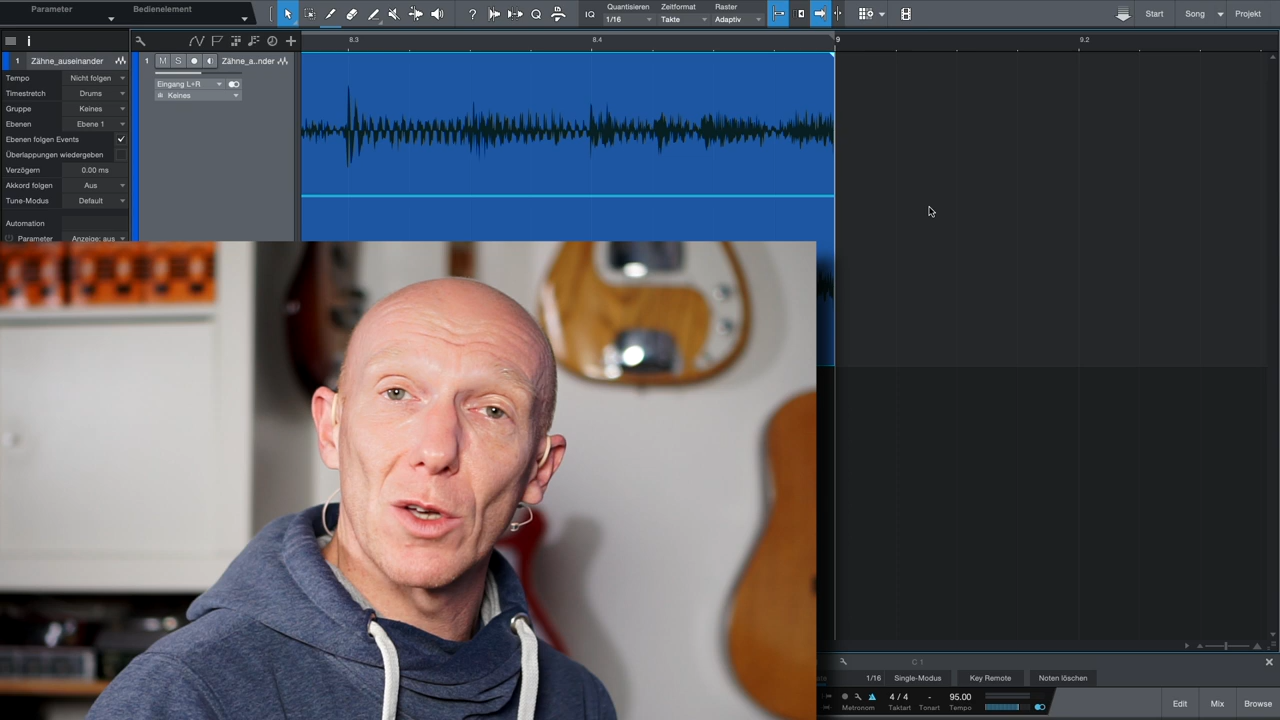 Parameter
Bedienelement
Quantisieren
Zeitformat
Raster
IQ
1/16
Takte
Adaptiv
Start
Song
Projekt
8.3
8.4
9
9.2
1
Zähne_auseinander
1
M
S
Zähne_a..nder
Tempo
Nicht folgen
Timestretch
Drums
Gruppe
Keines
Ebenen
Ebene 1
Ebenen folgen Events
Überlappungen wiedergeben
Verzögern
0.00 ms
Akkord folgen
Aus
Tune-Modus
Default
Automation
Parameter
Anzeige: aus
Eingang L+R
Keines
C 1
1/16
Single-Modus
Key Remote
Noten löschen
4 / 4
-
95.00
Metronom
Taktart
Tonart
Tempo
Edit
Mix
Browse